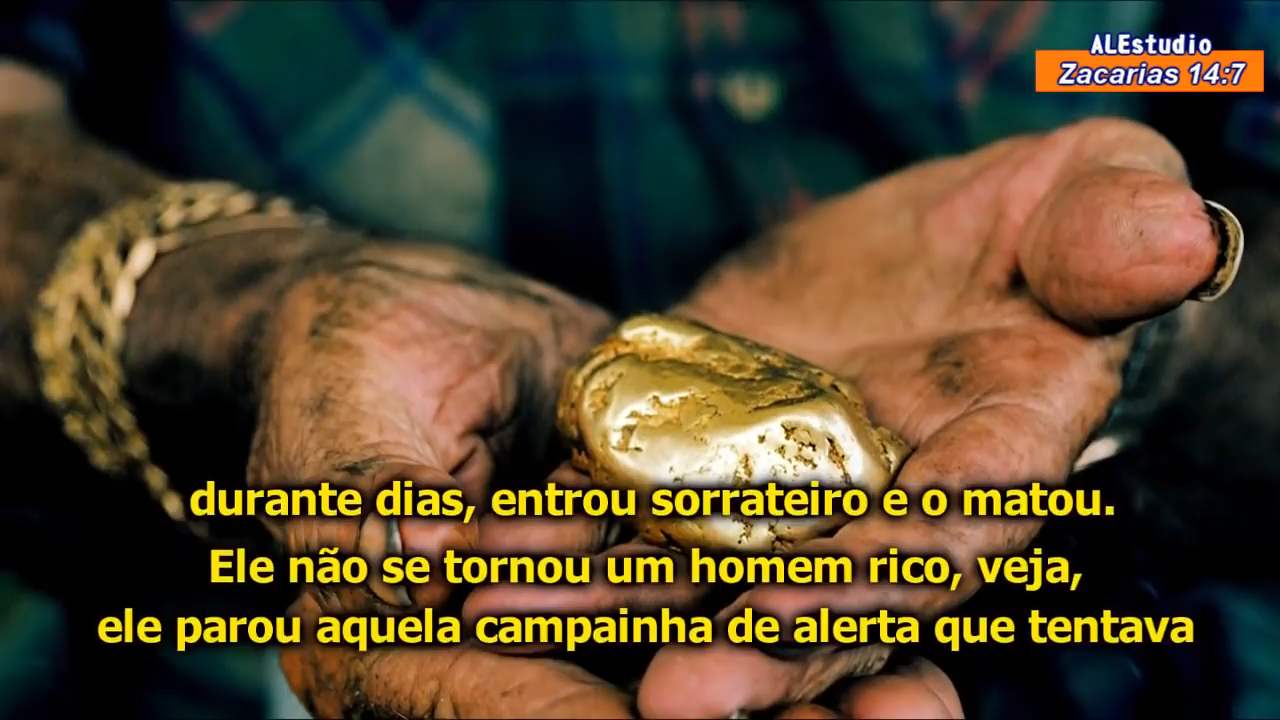 ALEstudio
Zacarias 14:7
durante dias, entrou sorrateiro e o matou.
Ele não se tornou um homem rico, veja,
ele parou aquela campainha de alerta que tentava